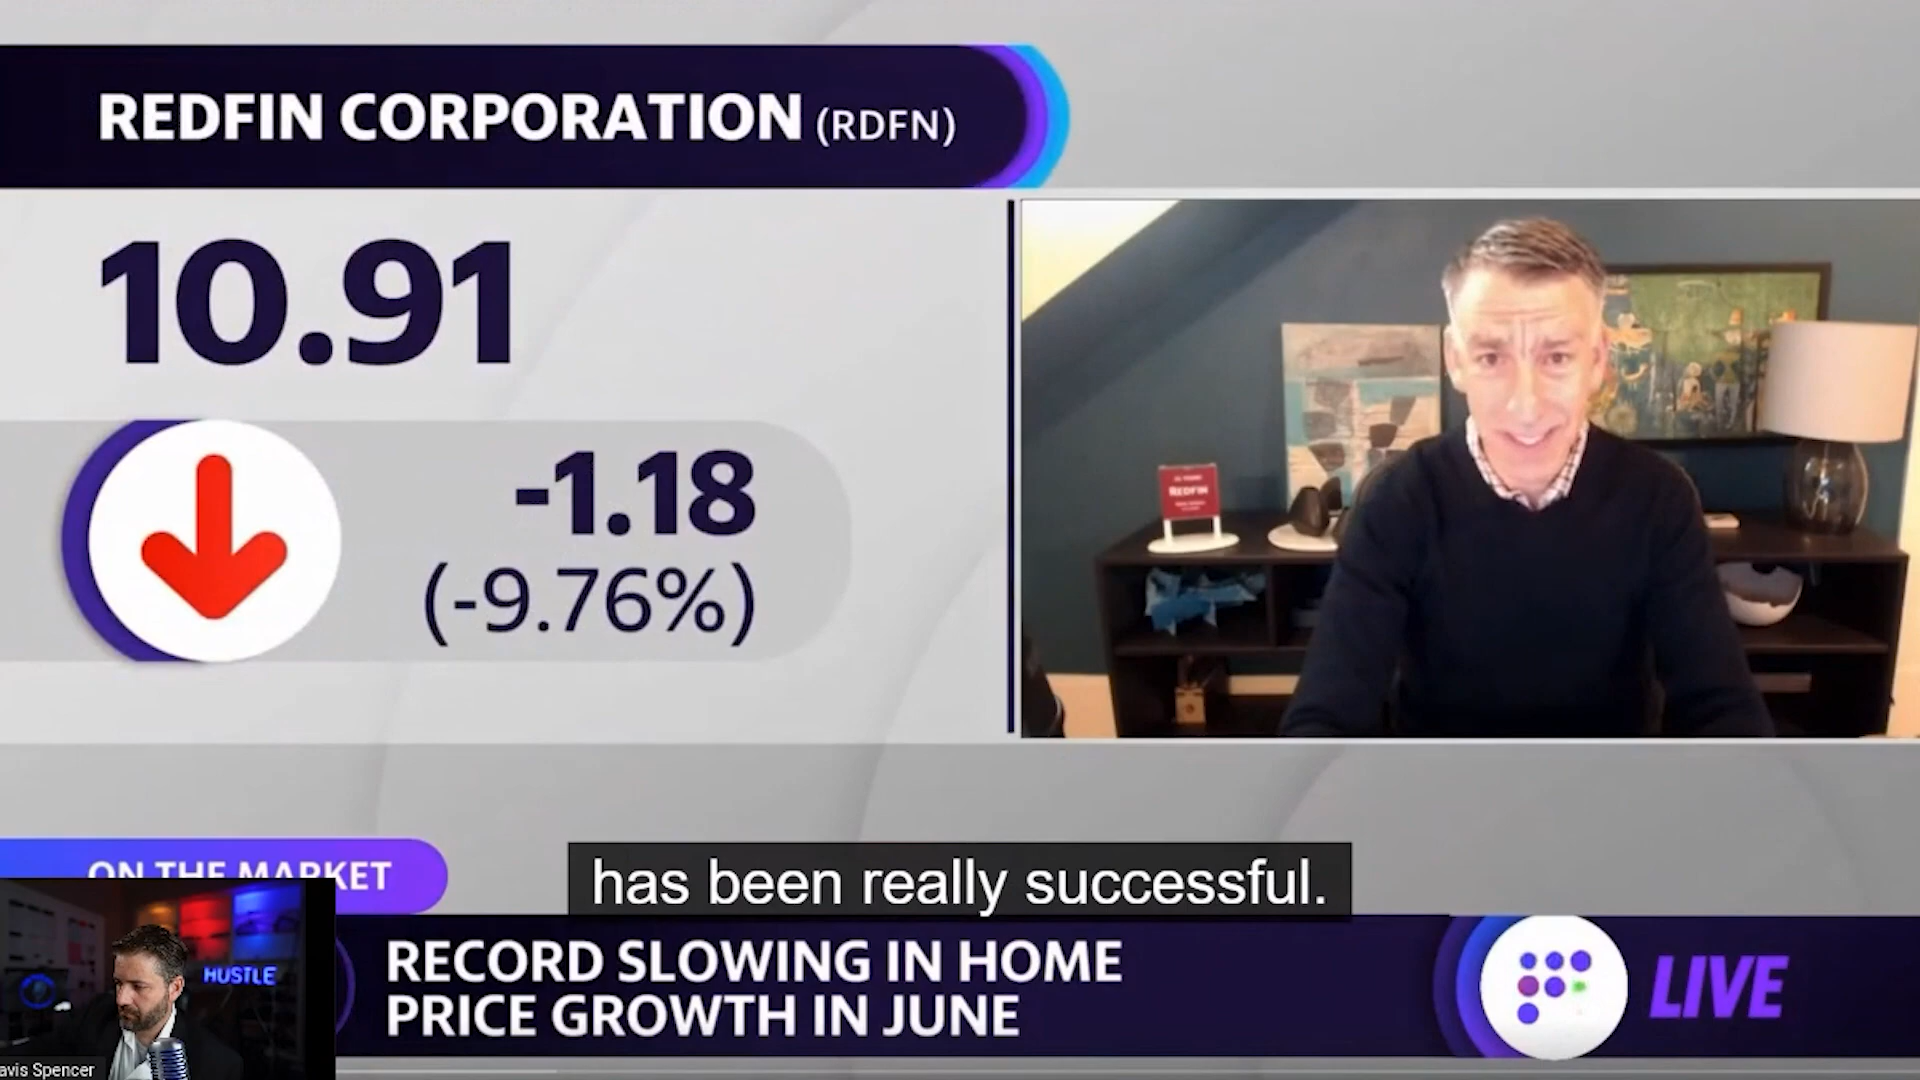 REDFIN CORPORATION (RDFN)
10.91
-1.18
(-9.76%)
REDFIN
ON THE MARKET
has been really successful.
HUSTLE
RECORD SLOWING IN HOME
PRICE GROWTH IN JUNE
LIVE
avis Spencer